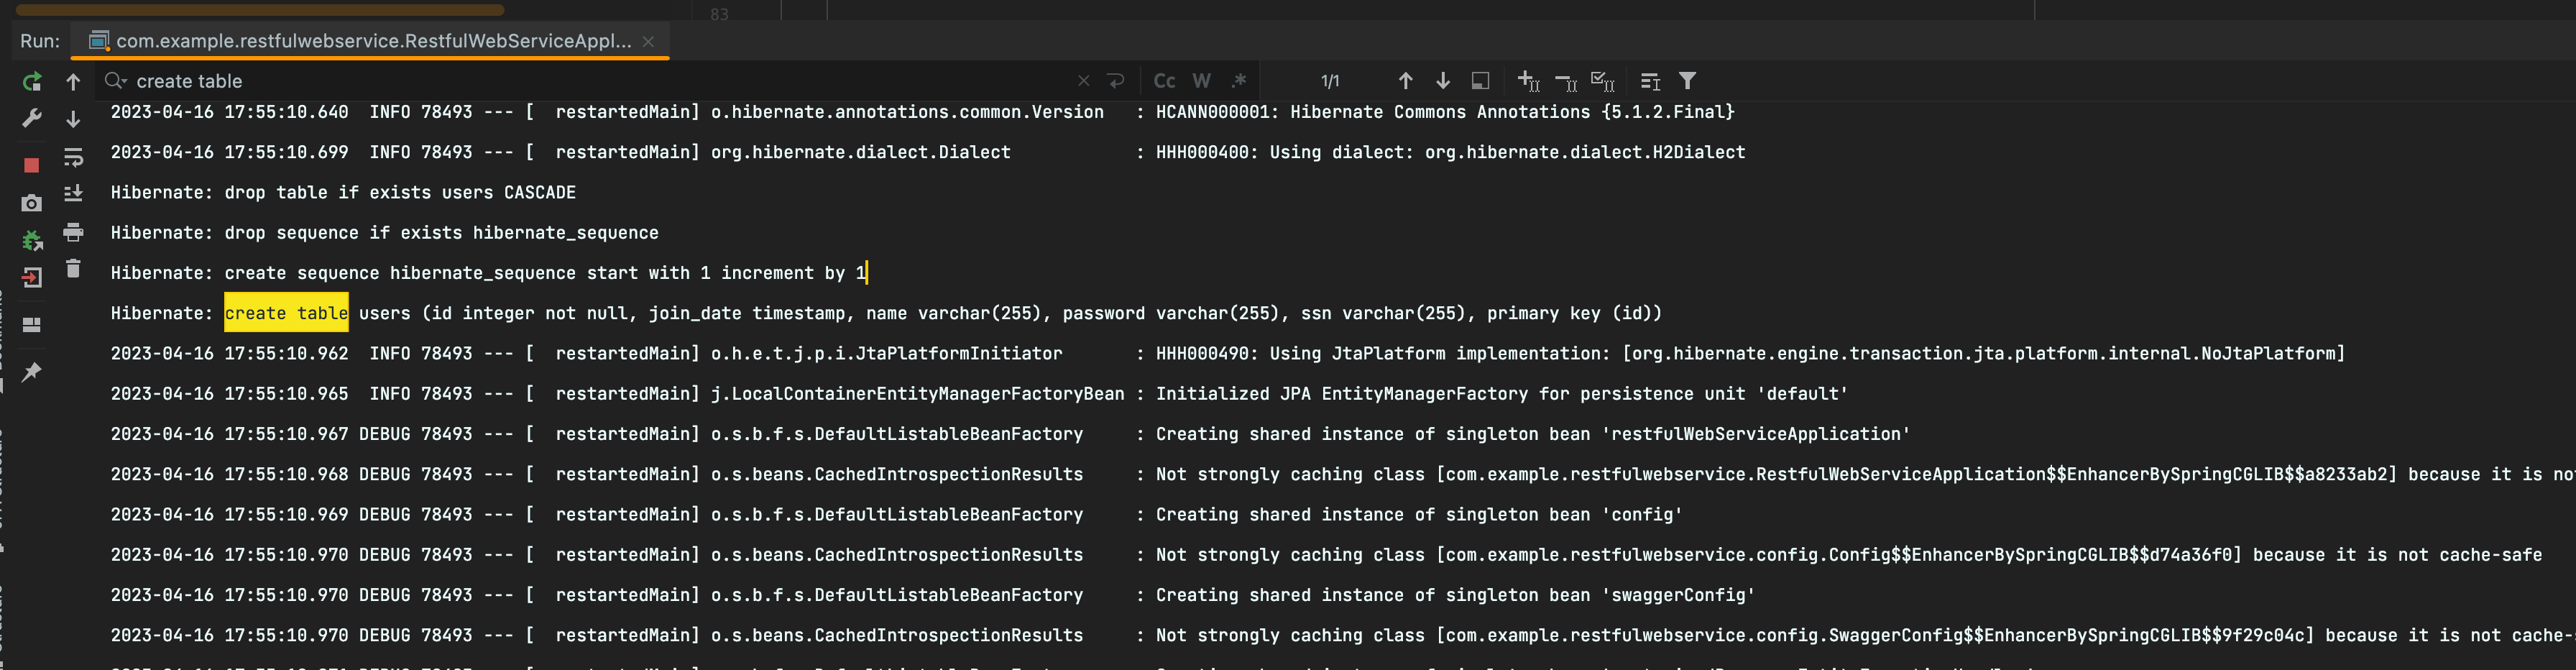 83
Run: com.example.restfulwebservice.RestfulWebServiceAppl...
create table Cc W .* 1/1
2023-04-16 17:55:10.640  INFO 78493 --- [  restartedMain] o.hibernate.annotations.common.Version   : HCANN000001: Hibernate Commons Annotations {5.1.2.Final}
2023-04-16 17:55:10.699  INFO 78493 --- [  restartedMain] org.hibernate.dialect.Dialect            : HHH000400: Using dialect: org.hibernate.dialect.H2Dialect
Hibernate: drop table if exists users CASCADE
Hibernate: drop sequence if exists hibernate_sequence
Hibernate: create sequence hibernate_sequence start with 1 increment by 1
Hibernate: create table users (id integer not null, join_date timestamp, name varchar(255), password varchar(255), ssn varchar(255), primary key (id))
2023-04-16 17:55:10.962  INFO 78493 --- [  restartedMain] o.h.e.t.j.p.i.JtaPlatformInitiator       : HHH000490: Using JtaPlatform implementation: [org.hibernate.engine.transaction.jta.platform.internal.NoJtaPlatform]
2023-04-16 17:55:10.965  INFO 78493 --- [  restartedMain] j.LocalContainerEntityManagerFactoryBean : Initialized JPA EntityManagerFactory for persistence unit 'default'
2023-04-16 17:55:10.967 DEBUG 78493 --- [  restartedMain] o.s.b.f.s.DefaultListableBeanFactory     : Creating shared instance of singleton bean 'restfulWebServiceApplication'
2023-04-16 17:55:10.968 DEBUG 78493 --- [  restartedMain] o.s.beans.CachedIntrospectionResults     : Not strongly caching class [com.example.restfulwebservice.RestfulWebServiceApplication$$EnhancerBySpringCGLIB$$a8233ab2] because it is no
2023-04-16 17:55:10.969 DEBUG 78493 --- [  restartedMain] o.s.b.f.s.DefaultListableBeanFactory     : Creating shared instance of singleton bean 'config'
2023-04-16 17:55:10.970 DEBUG 78493 --- [  restartedMain] o.s.beans.CachedIntrospectionResults     : Not strongly caching class [com.example.restfulwebservice.config.Config$$EnhancerBySpringCGLIB$$d74a36f0] because it is not cache-safe
2023-04-16 17:55:10.970 DEBUG 78493 --- [  restartedMain] o.s.b.f.s.DefaultListableBeanFactory     : Creating shared instance of singleton bean 'swaggerConfig'
2023-04-16 17:55:10.970 DEBUG 78493 --- [  restartedMain] o.s.beans.CachedIntrospectionResults     : Not strongly caching class [com.example.restfulwebservice.config.SwaggerConfig$$EnhancerBySpringCGLIB$$9f29c04c] because it is not cache-